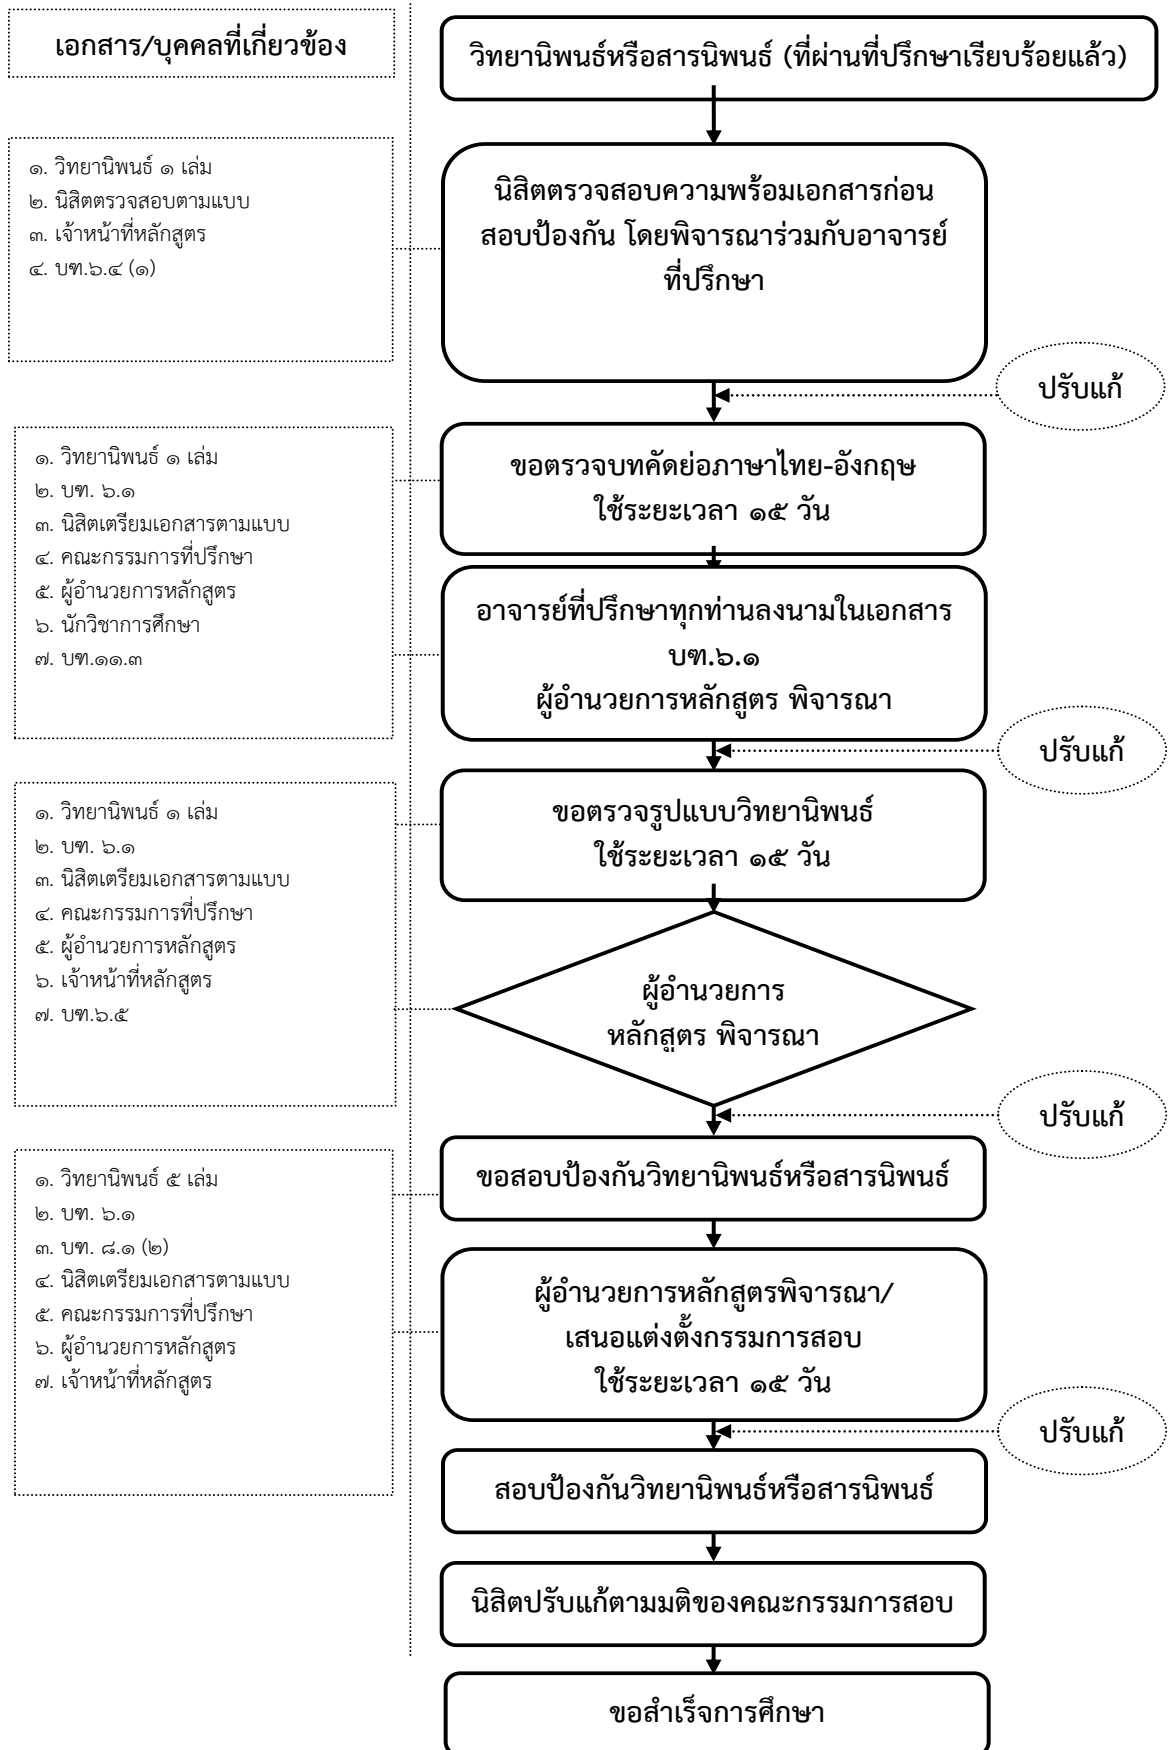 เอกสาร/บุคคลที่เกี่ยวข้อง
วิทยานิพนธ์หรือสารนิพนธ์ (ที่ผ่านที่ปรึกษาเรียบร้อยแล้ว)
๑. วิทยานิพนธ์ ๑ เล่ม
๒. นิสิตตรวจสอบตามแบบ
๓. เจ้าหน้าที่หลักสูตร
๔. บฑ.๖.๔ (๑)
นิสิตตรวจสอบความพร้อมเอกสารก่อน
สอบป้องกัน โดยพิจารณาร่วมกับอาจารย์
ที่ปรึกษา
ปรับแก้
๑. วิทยานิพนธ์ ๑ เล่ม
๒. บฑ. ๖.๑
๓. นิสิตเตรียมเอกสารตามแบบ
๔. คณะกรรมการที่ปรึกษา
๕. ผู้อำนวยการหลักสูตร
๖. นักวิชาการศึกษา
๗. บฑ.๑๑.๓
ขอตรวจบทคัดย่อภาษาไทย-อังกฤษ
ใช้ระยะเวลา ๑๕ วัน
อาจารย์ที่ปรึกษาทุกท่านลงนามในเอกสาร
บฑ.๖.๑
ผู้อำนวยการหลักสูตร พิจารณา
ปรับแก้
๑. วิทยานิพนธ์ ๑ เล่ม
๒. บฑ. ๖.๑
๓. นิสิตเตรียมเอกสารตามแบบ
๔. คณะกรรมการที่ปรึกษา
๕. ผู้อำนวยการหลักสูตร
๖. เจ้าหน้าที่หลักสูตร
๗. บฑ.๖.๕
ขอตรวจรูปแบบวิทยานิพนธ์
ใช้ระยะเวลา ๑๕ วัน
ผู้อำนวยการ
หลักสูตร พิจารณา
ปรับแก้
๑. วิทยานิพนธ์ ๕ เล่ม
๒. บฑ. ๖.๑
๓. บฑ. ๘.๑ (๒)
๔. นิสิตเตรียมเอกสารตามแบบ
๕. คณะกรรมการที่ปรึกษา
๖. ผู้อำนวยการหลักสูตร
๗. เจ้าหน้าที่หลักสูตร
ขอสอบป้องกันวิทยานิพนธ์หรือสารนิพนธ์
ผู้อำนวยการหลักสูตรพิจารณา/
เสนอแต่งตั้งกรรมการสอบ
ใช้ระยะเวลา ๑๕ วัน
ปรับแก้
สอบป้องกันวิทยานิพนธ์หรือสารนิพนธ์
นิสิตปรับแก้ตามมติของคณะกรรมการสอบ
ขอสำเร็จการศึกษา